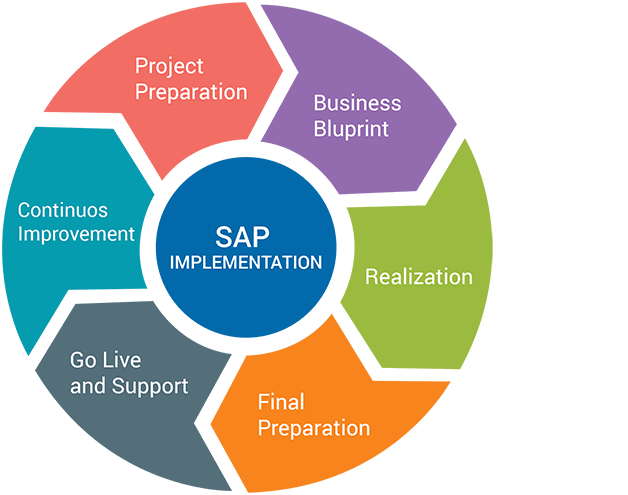 Project
Preparation
Business
Bluprint
Realization
Final
Preparation
Go Live
and Support
Continuos
Improvement
SAP
IMPLEMENTATION